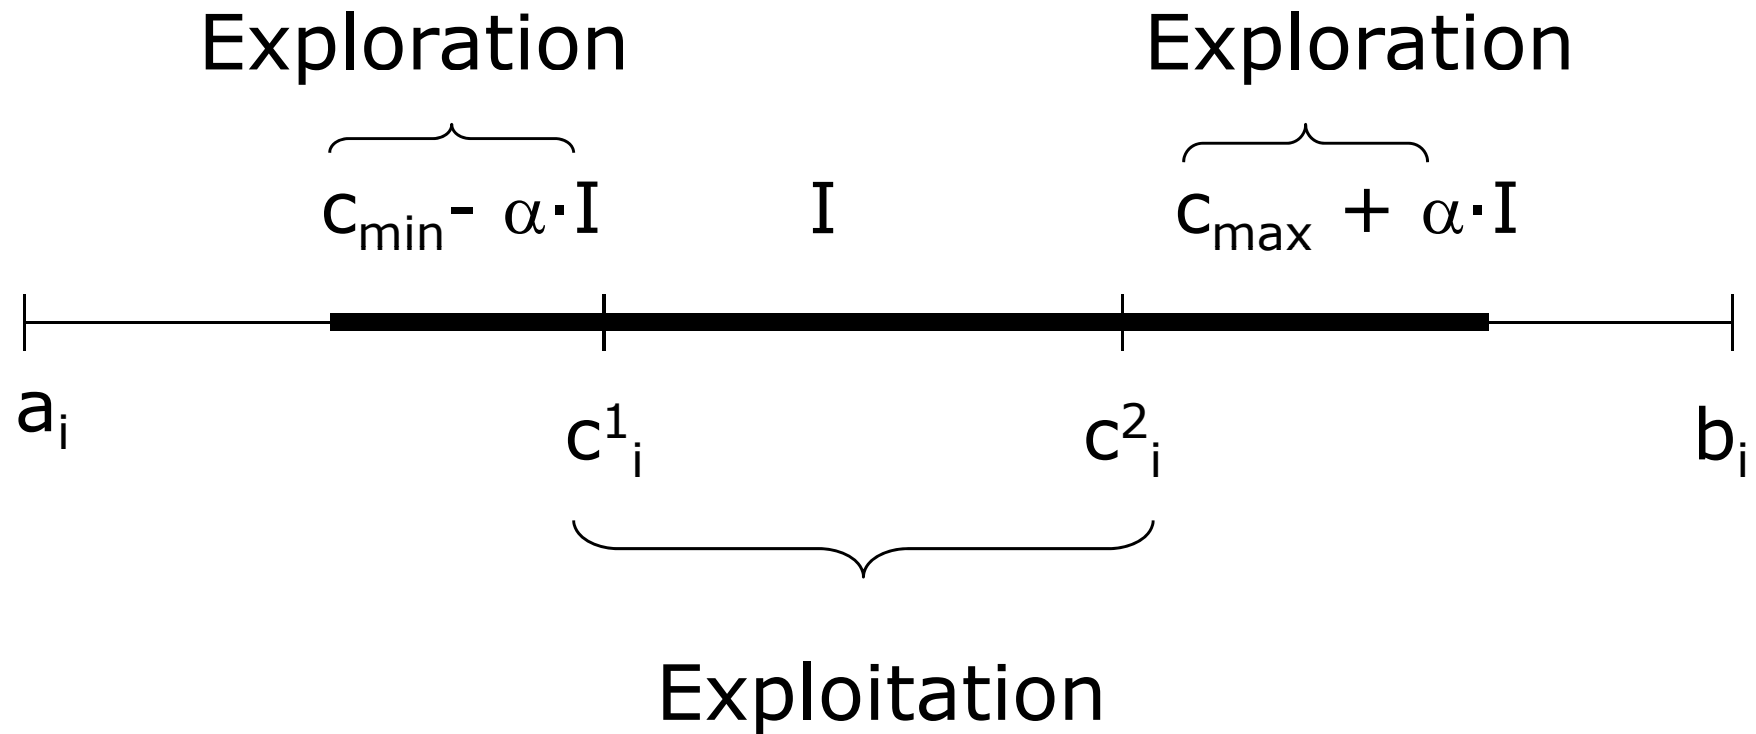 Exploration Exploration
c_min - α·I I c_max + α·I
a_i c^1_i c^2_i b_i
Exploitation